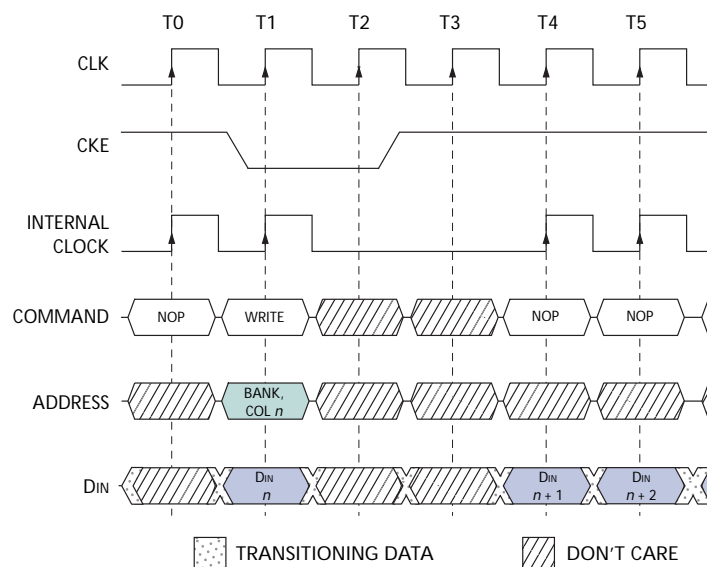 T0 T1 T2 T3 T4 T5
CLK
CKE
INTERNAL
CLOCK
COMMAND NOP WRITE NOP NOP
ADDRESS BANK,
COL n
DIN DIN
n DIN
n + 1 DIN
n + 2
TRANSITIONING DATA DON'T CARE